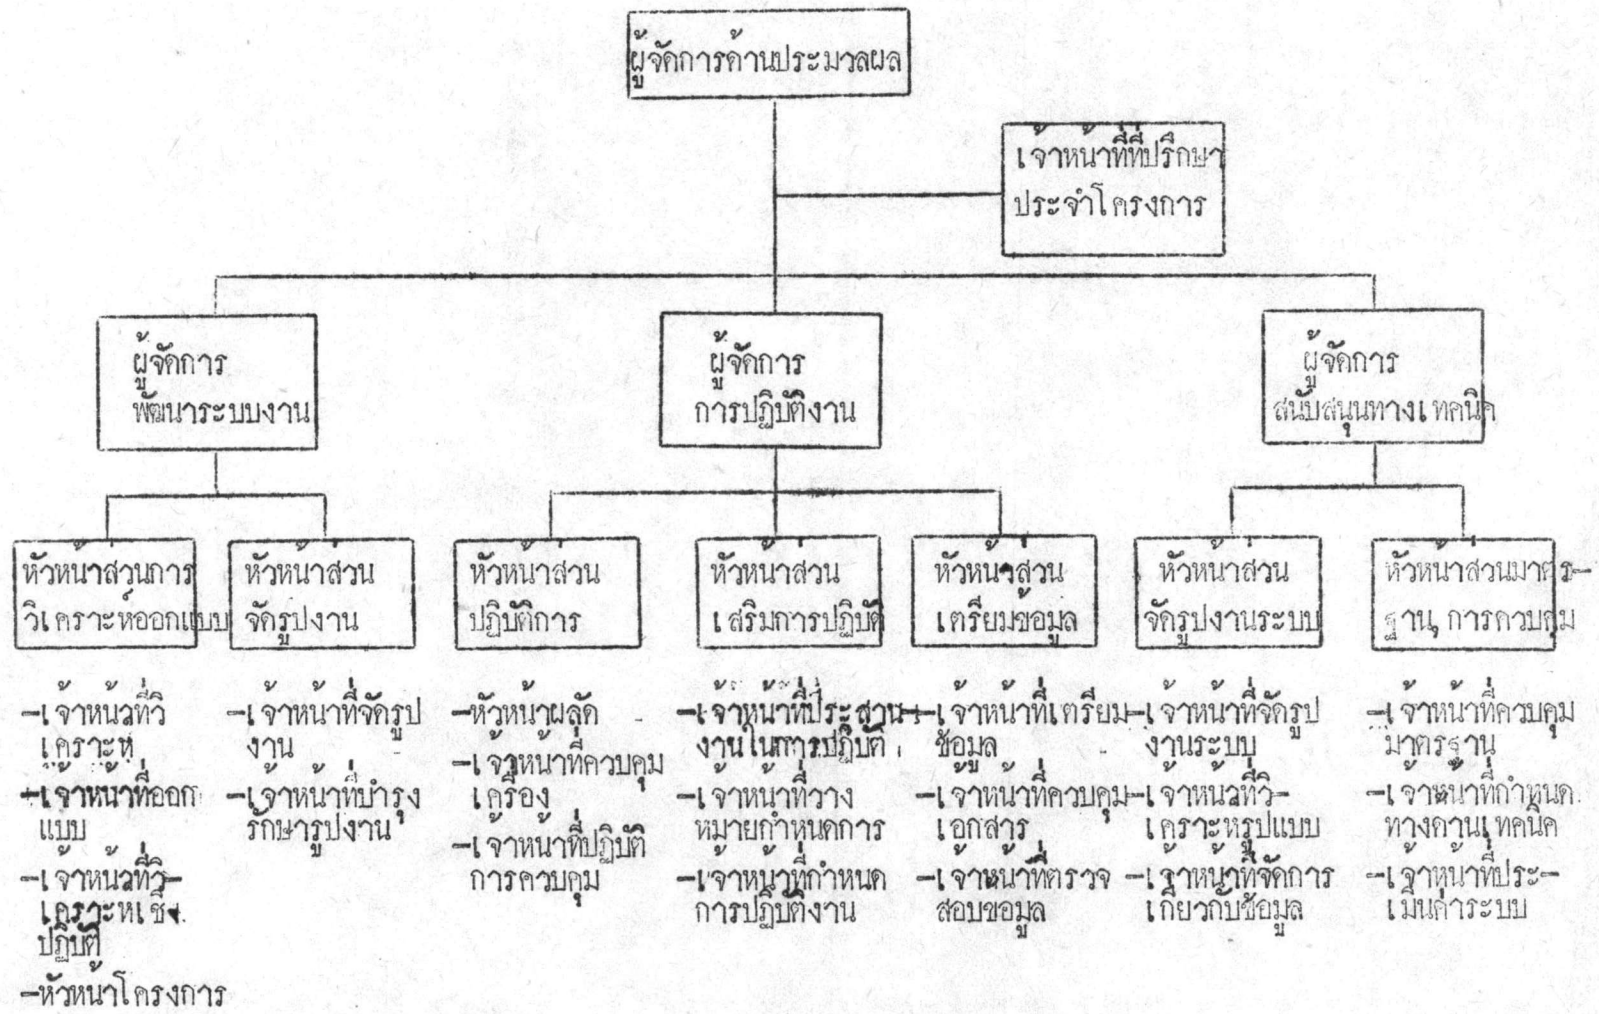 ผู้จัดการด้านประมวลผล
เจ้าหน้าที่ที่ปรึกษา
ประจำโครงการ
ผู้จัดการ
พัฒนาระบบงาน
ผู้จัดการ
การปฏิบัติงาน
ผู้จัดการ
สนับสนุนทางเทคนิค
หัวหน้าส่วนการ
วิเคราะห์ออกแบบ
หัวหน้าส่วน
จัดรูปงาน
หัวหน้าส่วน
ปฏิบัติการ
หัวหน้าส่วน
เสริมการปฏิบัติ
หัวหน้าส่วน
เตรียมข้อมูล
หัวหน้าส่วน
จัดรูปงานระบบ
หัวหน้าส่วนมาตร-
ฐาน, การควบคุม
-เจ้าหน้าที่วิ
เคราะห์
-เจ้าหน้าที่ออก
แบบ
-เจ้าหน้าที่วิ-
เคราะห์เชิง
ปฏิบัติ
-หัวหน้าโครงการ
-เจ้าหน้าที่จัดรูป
งาน
-เจ้าหน้าที่บำรุง
รักษารูปงาน
-หัวหน้าผลัด
-เจ้าหน้าที่ควบคุม
เครื่อง
-เจ้าหน้าที่ปฏิบัติ
การควบคุม
-เจ้าหน้าที่ประสาน
งานในการปฏิบัติ
-เจ้าหน้าที่วาง
หมายกำหนดการ
-เจ้าหน้าที่กำหนด
การปฏิบัติงาน
-เจ้าหน้าที่เตรียม
ข้อมูล
-เจ้าหน้าที่ควบคุม
เอกสาร
-เจ้าหน้าที่ตรวจ
สอบข้อมูล
-เจ้าหน้าที่จัดรูป
งานระบบ
-เจ้าหน้าที่วิ-
เคราะห์รูปแบบ
-เจ้าหน้าที่จัดการ
เกี่ยวกับข้อมูล
-เจ้าหน้าที่ควบคุม
มาตรฐาน
-เจ้าหน้าที่กำหนด
ทางด้านเทคนิค
-เจ้าหน้าที่ประ-
เมินค่าระบบ